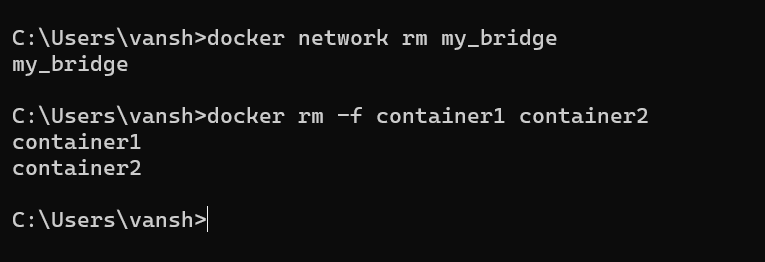 C:\Users\vansh>docker network rm my_bridge
my_bridge
C:\Users\vansh>docker rm -f container1 container2
container1
container2
C:\Users\vansh>